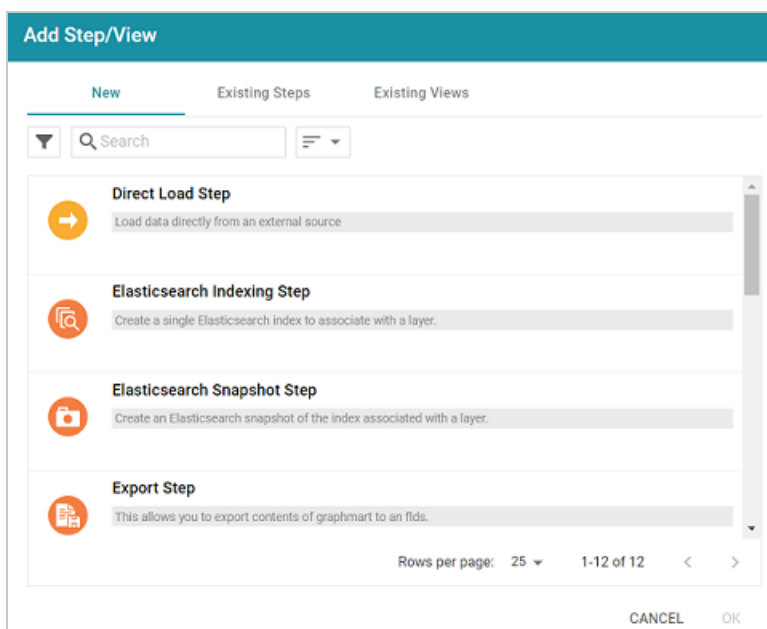 Add Step/View
New Existing Steps Existing Views
Search
Direct Load Step
Load data directly from an external source
Elasticsearch Indexing Step
Create a single Elasticsearch index to associate with a layer.
Elasticsearch Snapshot Step
Create an Elasticsearch snapshot of the index associated with a layer.
Export Step
This allows you to export contents of graphmart to an flds.
Rows per page: 25 1-12 of 12
CANCEL OK